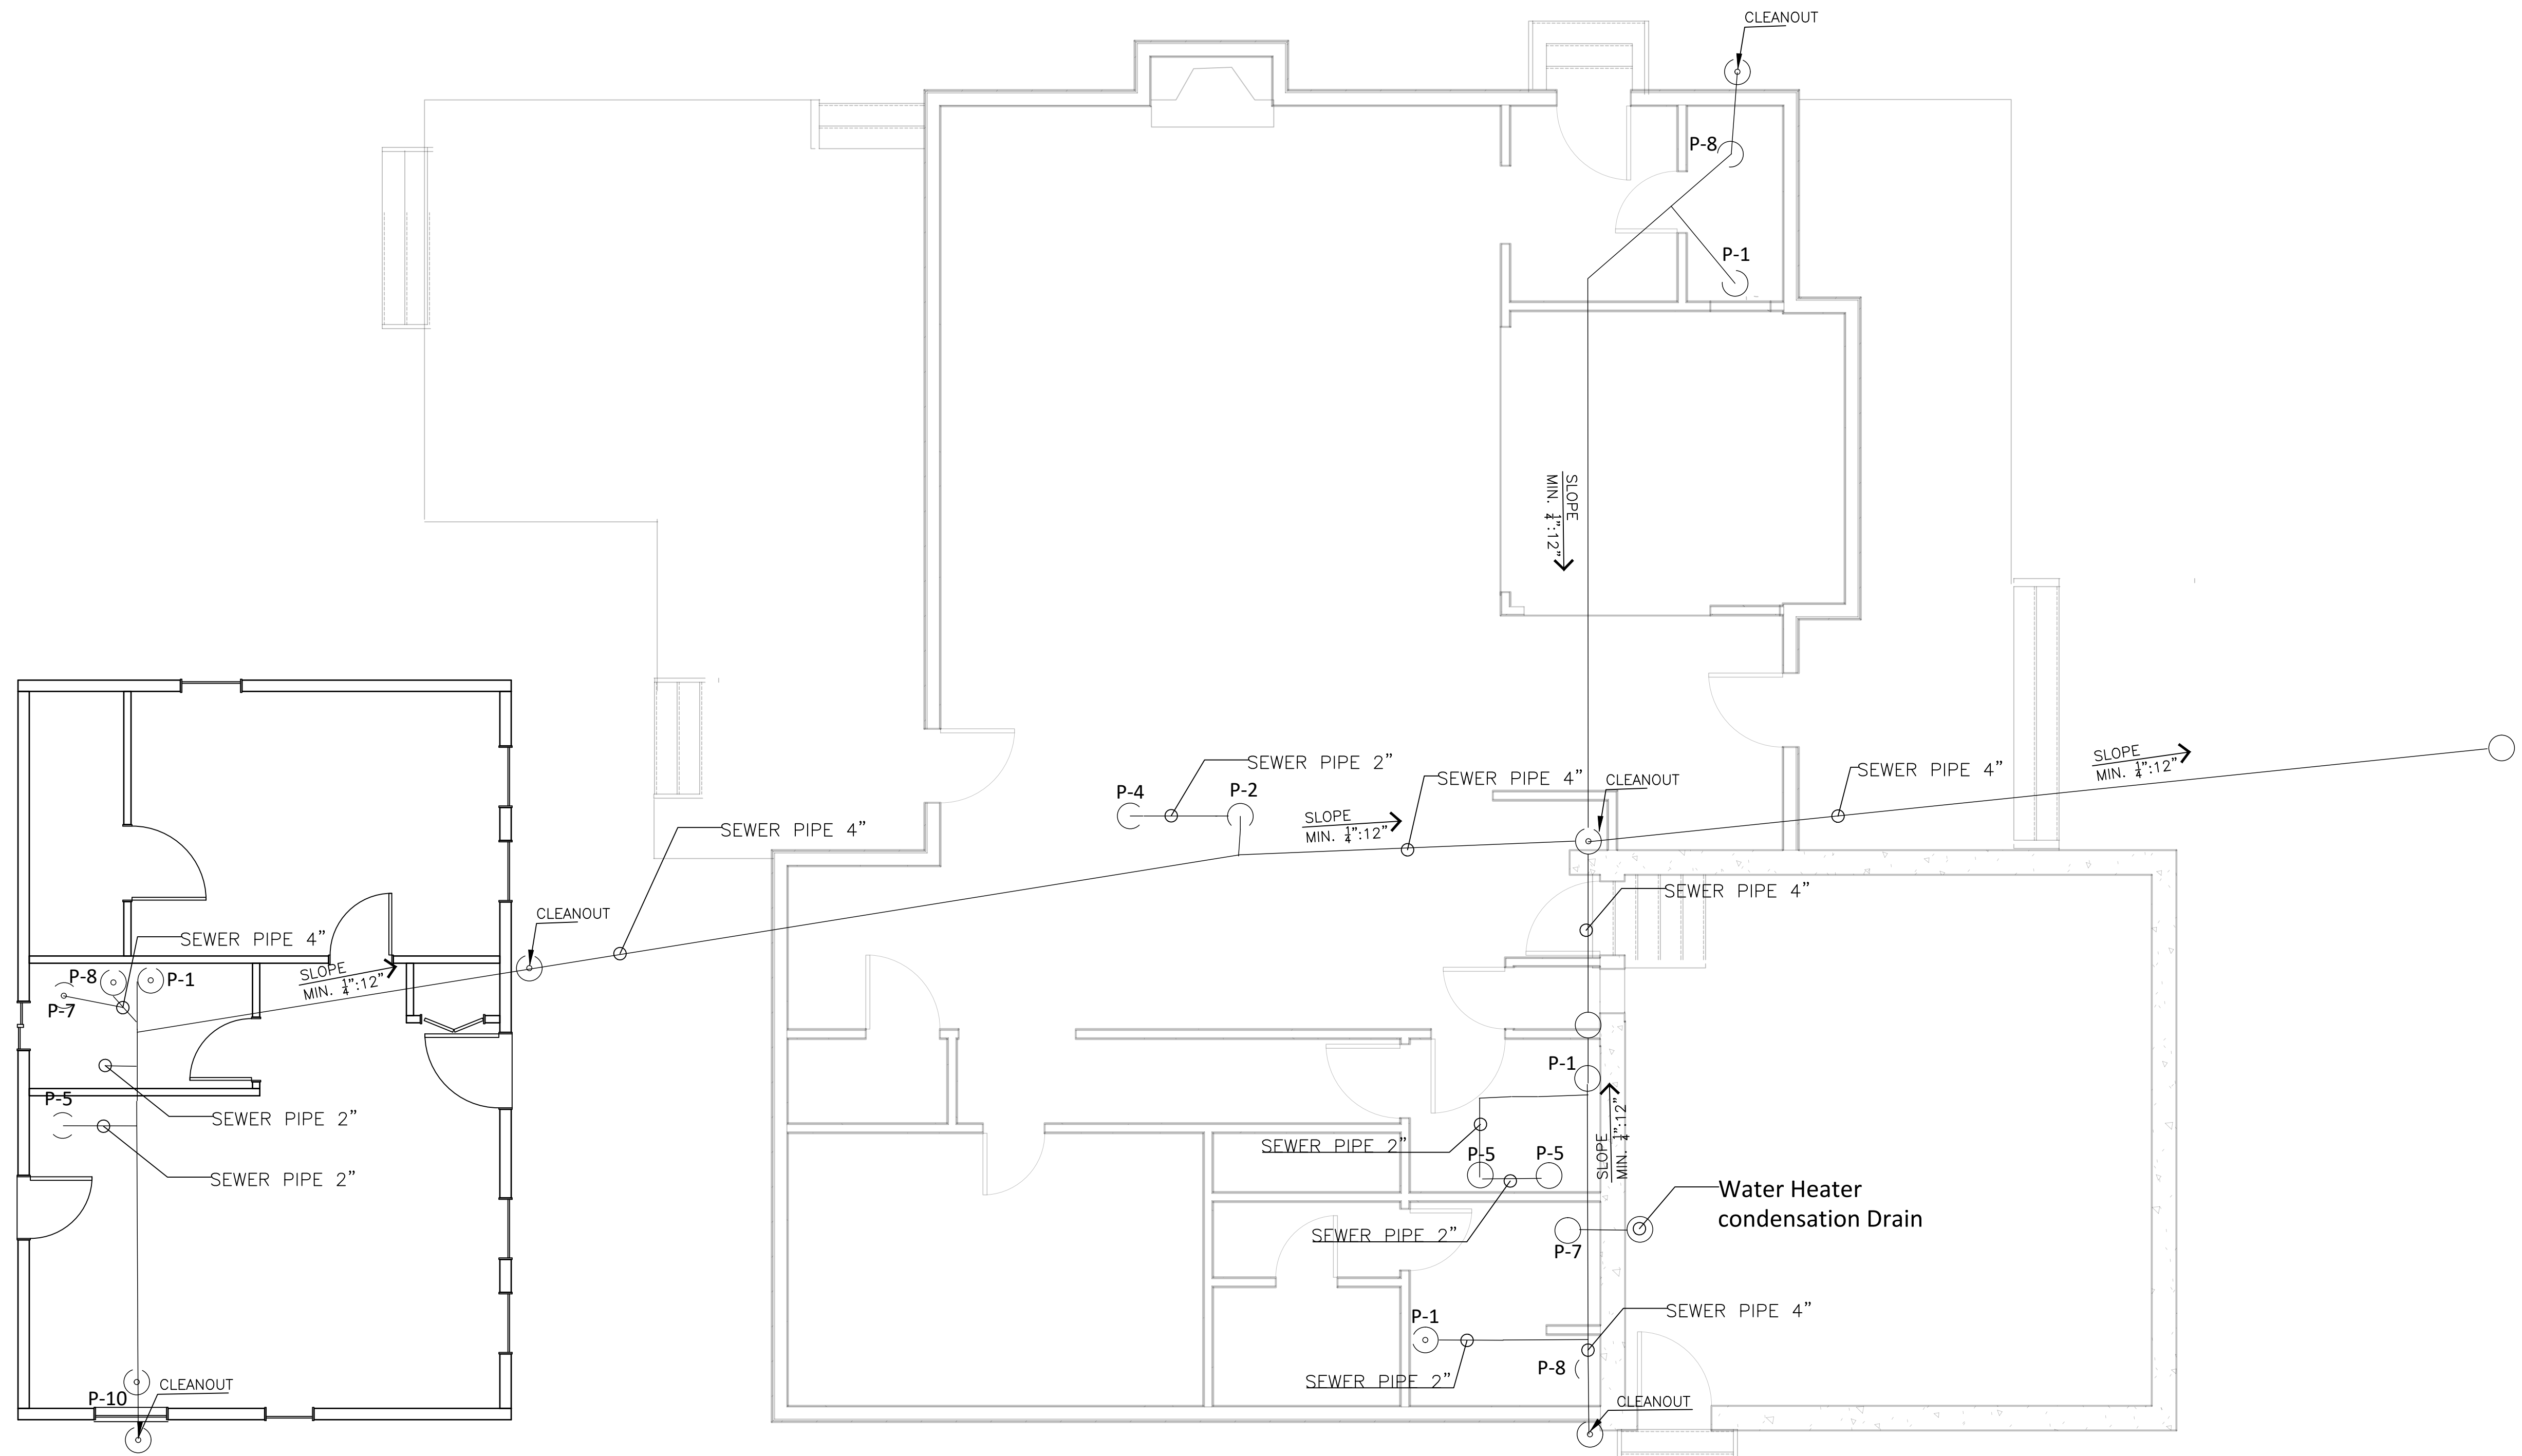 CLEANOUT
P-8
P-1
SLOPE
MIN. ¼":12"
SEWER PIPE 2"
P-4
P-2
SEWER PIPE 4"
CLEANOUT
SLOPE
MIN. ¼":12"
SEWER PIPE 4"
SLOPE
MIN. ¼":12"
SEWER PIPE 4"
SEWER PIPE 4"
CLEANOUT
SEWER PIPE 4"
P-8
P-1
P-7
SLOPE
MIN. ¼":12"
P-5
SEWER PIPE 2"
SEWER PIPE 2"
P-1
SLOPE
MIN. ¼":12"
SEWER PIPE 2"
P-5
P-5
Water Heater
condensation Drain
SEWER PIPE 2"
P-7
SEWER PIPE 4"
P-1
P-8
SEWER PIPE 2"
CLEANOUT
P-10
CLEANOUT